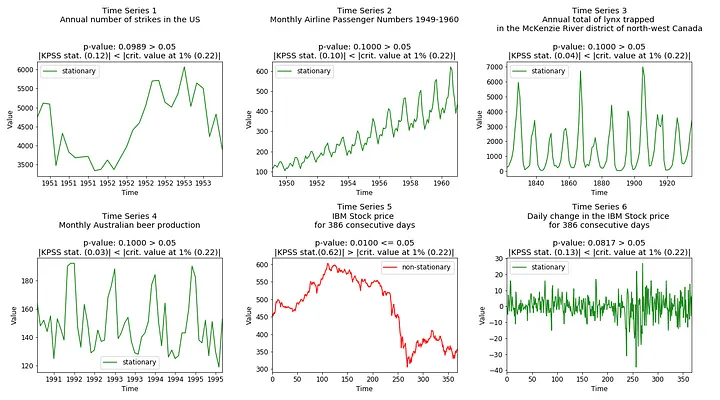 Time Series 1
Annual number of strikes in the US
p-value: 0.0989 > 0.05
|KPSS stat. (0.12)| < |crit. value at 1% (0.22)|
6000
5500
5000
4500
4000
3500
Value
stationary
1951 1951 1951 1952 1952 1952 1953 1953
Time
Time Series 2
Monthly Airline Passenger Numbers 1949-1960
p-value: 0.1000 > 0.05
|KPSS stat. (0.10)| < |crit. value at 1% (0.22)|
600
500
400
300
200
100
Value
stationary
1950 1952 1954 1956 1958 1960
Time
Time Series 3
Annual total of lynx trapped
in the McKenzie River district of north-west Canada
p-value: 0.1000 > 0.05
|KPSS stat. (0.04)| < |crit. value at 1% (0.22)|
7000
6000
5000
4000
3000
2000
1000
0
Value
stationary
1840 1860 1880 1900 1920
Time
Time Series 4
Monthly Australian beer production
p-value: 0.1000 > 0.05
|KPSS stat. (0.03)| < |crit. value at 1% (0.22)|
180
160
140
120
Value
stationary
1991 1992 1992 1993 1993 1994 1994 1995 1995
Time
Time Series 5
IBM Stock price
for 386 consecutive days
p-value: 0.0100 <= 0.05
|KPSS stat.(0.62)| > |crit. value at 1% (0.22)|
600
550
500
450
400
350
300
Value
non-stationary
0 50 100 150 200 250 300 350
Time
Time Series 6
Daily change in the IBM Stock price
for 386 consecutive days
p-value: 0.0817 > 0.05
|KPSS stat. (0.13)| < |crit. value at 1% (0.22)|
30
20
10
0
−10
−20
−30
−40
Value
stationary
0 50 100 150 200 250 300 350
Time